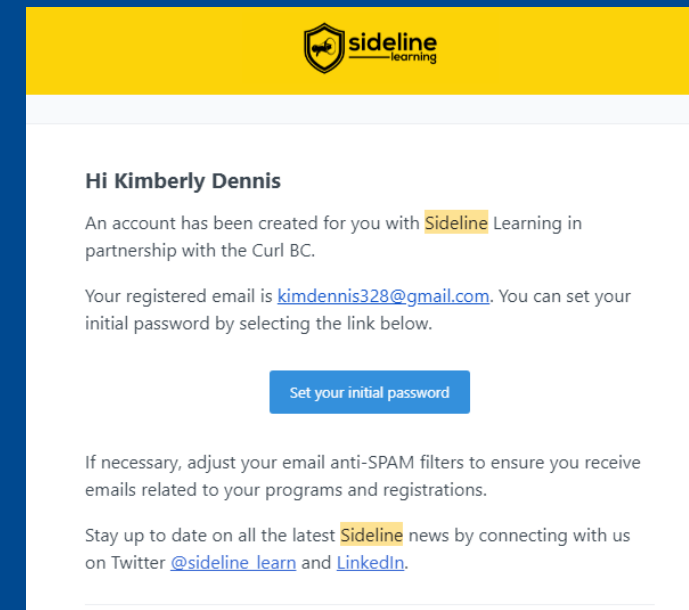 sideline
learning
Hi Kimberly Dennis
An account has been created for you with Sideline Learning in
partnership with the Curl BC.
Your registered email is kimdennis328@gmail.com. You can set your
initial password by selecting the link below.
Set your initial password
If necessary, adjust your email anti-SPAM filters to ensure you receive
emails related to your programs and registrations.
Stay up to date on all the latest Sideline news by connecting with us
on Twitter @sideline_learn and LinkedIn.